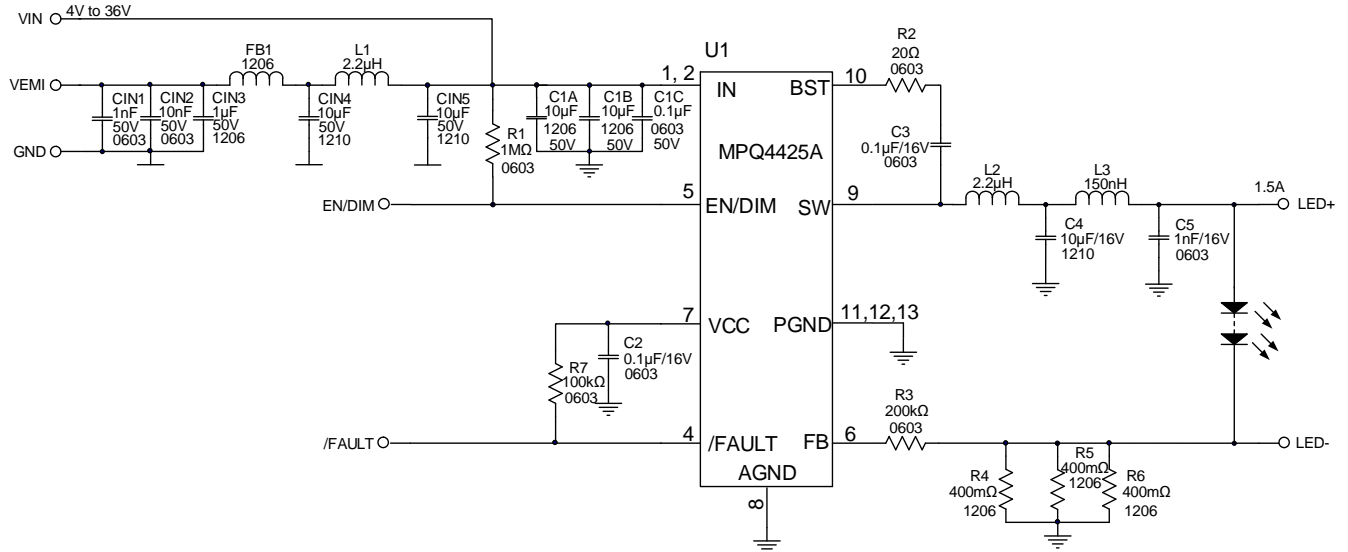 VIN 4V to 36V
VEMI
GND
FB1
1206
L1
2.2µH
CIN1
1nF
50V
0603
CIN2
10nF
50V
0603
CIN3
1µF
50V
1206
CIN4
10µF
50V
1210
CIN5
10µF
50V
1210
R1
1MΩ
0603
C1A
10µF
1206
50V
C1B
10µF
1206
50V
C1C
0.1µF
0603
50V
EN/DIM
U1
1, 2
IN
BST
10
MPQ4425A
5
EN/DIM
SW
9
7
VCC
PGND
11,12,13
4
/FAULT
FB
6
AGND
8
R2
20Ω
0603
C3
0.1µF/16V
0603
L2
2.2µH
L3
150nH
1.5A
LED+
C4
10µF/16V
1210
C5
1nF/16V
0603
C2
0.1µF/16V
0603
R7
100kΩ
0603
/FAULT
R3
200kΩ
0603
LED-
R4
400mΩ
1206
R5
400mΩ
1206
R6
400mΩ
1206